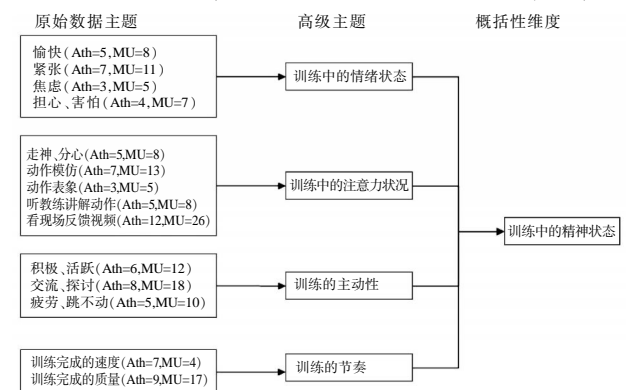 原始数据主题
高级主题
概括性维度
愉快(Ath=5,MU=8)
紧张(Ath=7,MU=11)
焦虑(Ath=3,MU=5)
担心、害怕(Ath=4,MU=7)
训练中的情绪状态
走神、分心(Ath=5,MU=8)
动作模仿(Ath=7,MU=13)
动作表象(Ath=3,MU=5)
听教练讲解动作(Ath=5,MU=8)
看现场反馈视频(Ath=12,MU=26)
训练中的注意力状况
训练中的精神状态
积极、活跃(Ath=6,MU=12)
交流、探讨(Ath=8,MU=18)
疲劳、跳不动(Ath=5,MU=10)
训练的主动性
训练完成的速度(Ath=7,MU=4)
训练完成的质量(Ath=9,MU=17)
训练的节奏